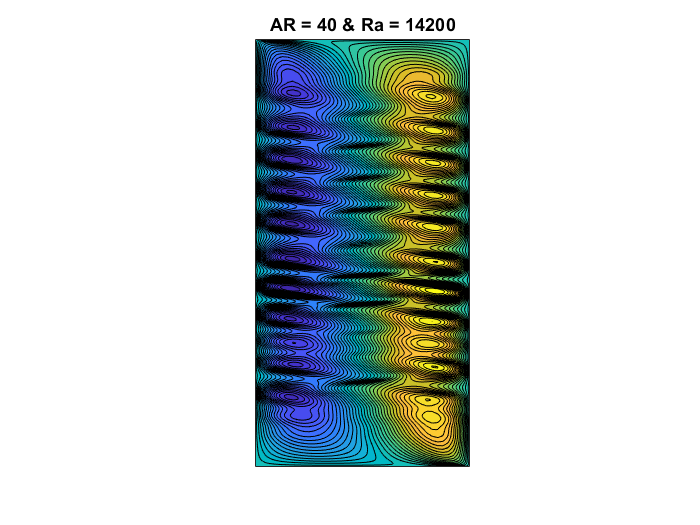 AR = 40 & Ra = 14200